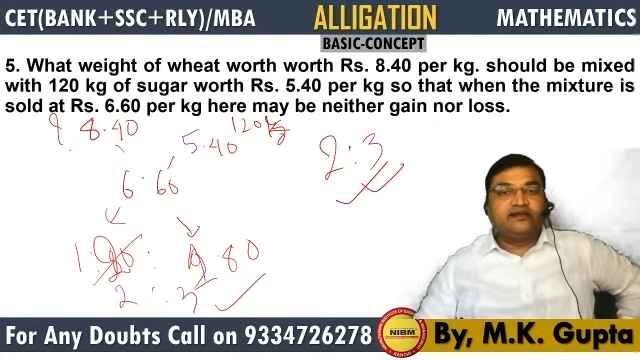 CET(BANK+SSC+RLY)/MBA ALLIGATION MATHEMATICS
BASIC-CONCEPT
5. What weight of wheat worth worth Rs. 8.40 per kg. should be mixed
with 120 kg of sugar worth Rs. 5.40 per kg so that when the mixture is
sold at Rs. 6.60 per kg here may be neither gain nor loss.
8.40 5.40 120kg
2:3
6.60
1. : .80
2 : 3
For Any Doubts Call on 9334726278 NIBM By, M.K. Gupta